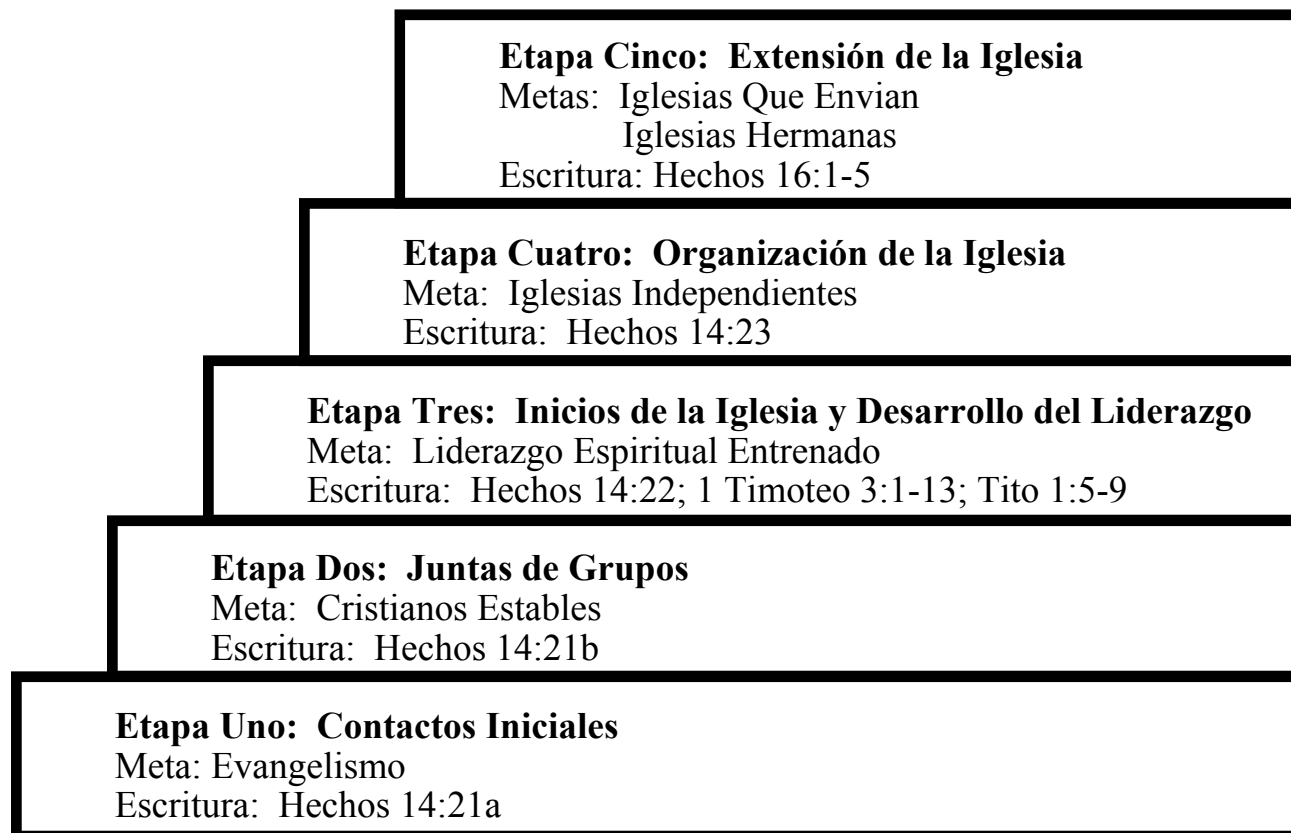 Etapa Cinco:  Extensión de la Iglesia
Metas:  Iglesias Que Envian
Iglesias Hermanas
Escritura: Hechos 16:1-5
Etapa Cuatro:  Organización de la Iglesia
Meta:  Iglesias Independientes
Escritura:  Hechos 14:23
Etapa Tres:  Inicios de la Iglesia y Desarrollo del Liderazgo
Meta:  Liderazgo Espiritual Entrenado
Escritura:  Hechos 14:22; 1 Timoteo 3:1-13; Tito 1:5-9
Etapa Dos:  Juntas de Grupos
Meta:  Cristianos Estables
Escritura:  Hechos 14:21b
Etapa Uno:  Contactos Iniciales
Meta: Evangelismo
Escritura:  Hechos 14:21a